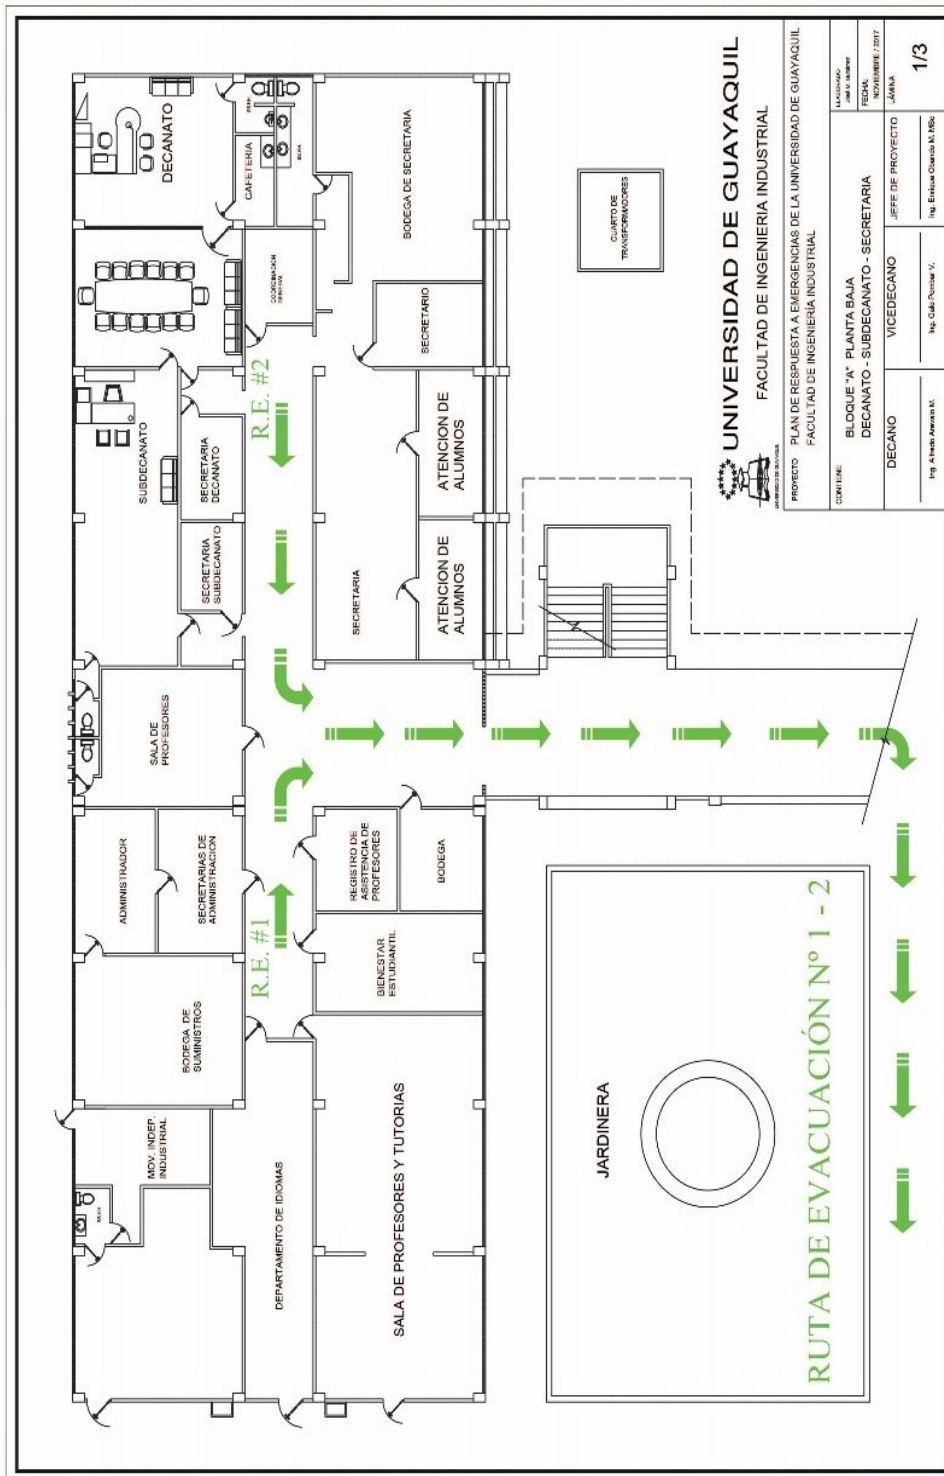 DECANATO
CAFETERIA
BODEGA DE SECRETARIA
CUARTO DE
TRANSFORMADORES
SECRETARIO
R.E. #2
SUBDECANATO
SECRETARIA
DECANATO
SECRETARIA
SUBDECANATO
SECRETARIA
ATENCION DE
ALUMNOS
ATENCION DE
ALUMNOS
SALA DE
PROFESORES
ADMINISTRADOR
SECRETARIAS DE
ADMINISTRACION
REGISTRO DE
ASISTENCIA DE
PROFESORES
BODEGA
R.E. #1
BIENESTAR
ESTUDIANTIL
BODEGA DE
SUMINISTROS
MOV. INDEP.
INDUSTRIAL
DEPARTAMENTO DE IDIOMAS
SALA DE PROFESORES Y TUTORIAS
JARDINERA
RUTA DE EVACUACIÓN Nº 1 - 2
UNIVERSIDAD DE GUAYAQUIL
FACULTAD DE INGENIERIA INDUSTRIAL
PROYECTO
PLAN DE RESPUESTA A EMERGENCIAS DE LA UNIVERSIDAD DE GUAYAQUIL
FACULTAD DE INGENIERÍA INDUSTRIAL
CONTIENE
BLOQUE "A" PLANTA BAJA
DECANATO - SUBDECANATO - SECRETARIA
FECHA:
NOVIEMBRE / 2017
DECANO
VICEDECANO
JEFE DE PROYECTO
LÁMINA
1/3